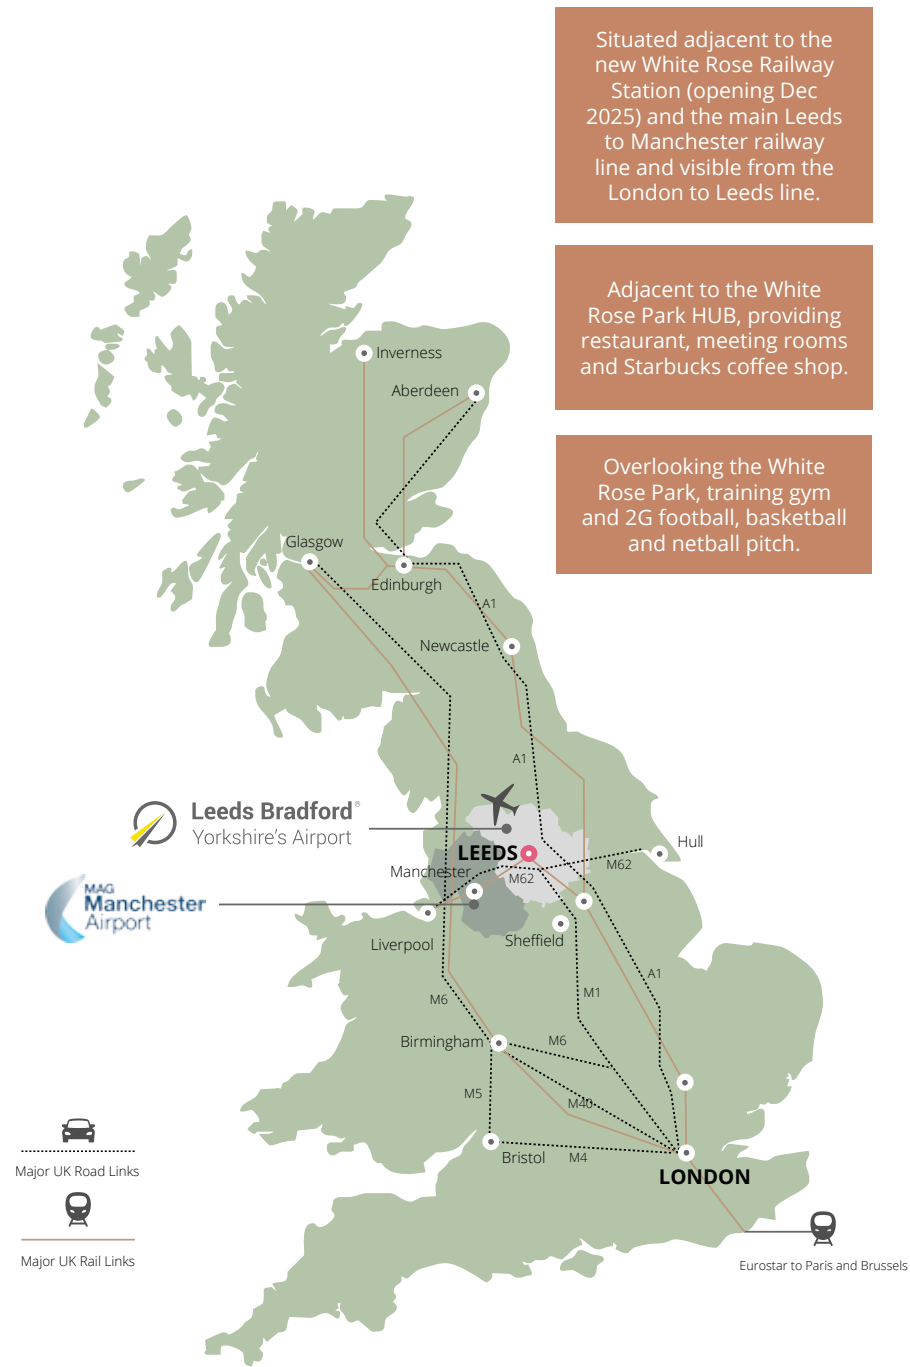 Situated adjacent to the
new White Rose Railway
Station (opening Dec
2025) and the main Leeds
to Manchester railway
line and visible from the
London to Leeds line.
Adjacent to the White
Rose Park HUB, providing
restaurant, meeting rooms
and Starbucks coffee shop.
Overlooking the White
Rose Park, training gym
and 2G football, basketball
and netball pitch.
Inverness
Aberdeen
Glasgow
Edinburgh
A1
Newcastle
A1
Leeds Bradford®
Yorkshire's Airport
Hull
LEEDS
M62
Manchester
M62
MAG
Manchester
Airport
Liverpool
Sheffield
A1
M1
M6
Birmingham
M6
M5
M40
Bristol
M4
LONDON
Major UK Road Links
Major UK Rail Links
Eurostar to Paris and Brussels